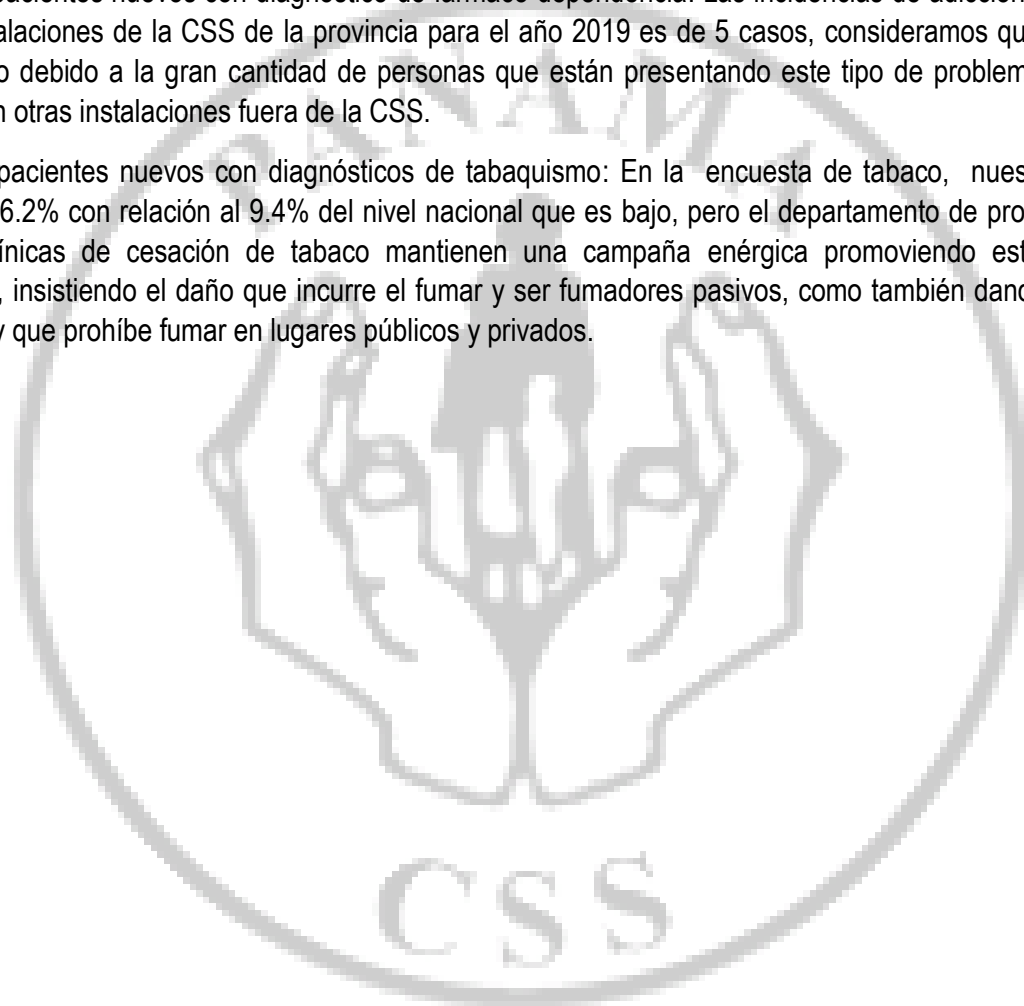 pacientes nuevos con diagnóstico de fármaco dependencia: Las incidencias de
alaciones de la CSS de la provincia para el año 2019 es de 5 casos, consideramos qu
o debido a la gran cantidad de personas que están presentando este tipo de problem
n otras instalaciones fuera de la CSS.
pacientes nuevos con diagnósticos de tabaquismo: En la encuesta de tabaco, nues
6.2% con relación al 9.4% del nivel nacional que es bajo, pero el departamento de pro
ínicas de cesación de tabaco mantienen una campaña enérgica promoviendo est
, insistiendo el daño que incurre el fumar y ser fumadores pasivos, como también dand
y que prohíbe fumar en lugares públicos y privados.
PANAMA
CSS